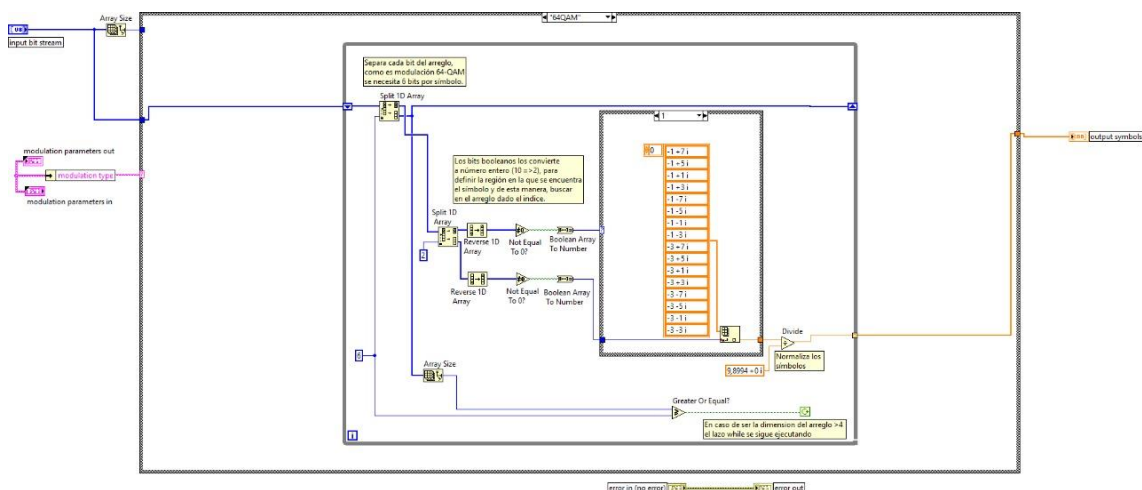 Array Size
"64QAM"
U8
input bit stream
Separa cada bit del arreglo,
como es modulación 64-QAM
se necesita 6 bits por símbolo.
Split 1D Array
1
output symbols
modulation parameters out
modulation type
modulation parameters in
Los bits booleanos los convierte
a número entero (10 =>2), para
definir la región en la que se encuentra
el símbolo y de esta manera, buscar
en el arreglo dado el indice.
0
-1 +7 i
-1 +5 i
-1 +1 i
-1 +3 i
-1 -7 i
-1 -5 i
-1 -1 i
-1 -3 i
-3 +7 i
-3 +5 i
-3 +1 i
-3 +3 i
-3 -7 i
-3 -5 i
-3 -1 i
-3 -3 i
Split 1D
Array
2
Reverse 1D
Array
Not Equal
To 0?
Boolean Array
To Number
Reverse 1D
Array
Not Equal
To 0?
Boolean Array
To Number
Divide
Normaliza los
símbolos
9,8994 +0 i
6
Array Size
Greater Or Equal?
En caso de ser la dimension del arreglo >4
el lazo while se sigue ejecutando
i
error in (no error)
error out